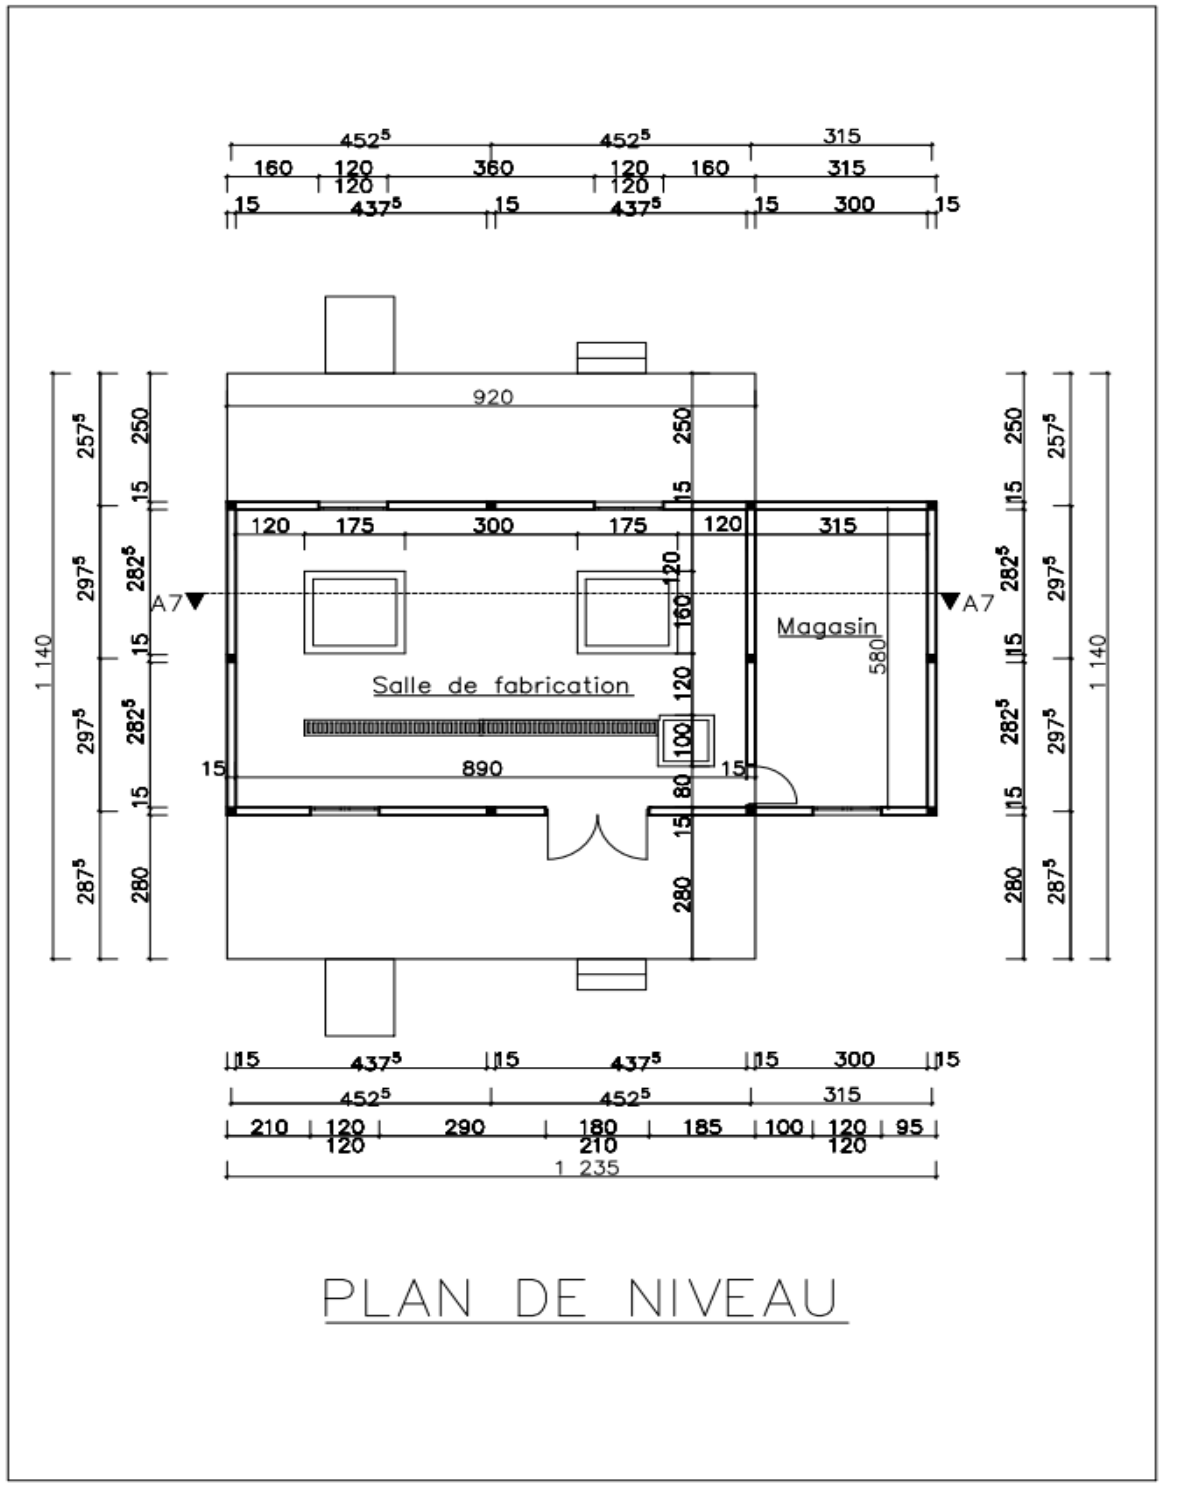 452⁵ 452⁵ 315
160 120 360 120 160 315
120 120
15 437⁵ 15 437⁵ 15 300 15
920
250 250 250
257⁵ 257⁵
15 15 15
120 175 300 175 120 315
120
282⁵ 282⁵
297⁵ 297⁵
160
A7 A7
Magasin
15 15
1 140 580 1 140
120
Salle de fabrication
282⁵ 282⁵
297⁵ 297⁵
100
15 890 15
80
15 15
15
287⁵ 287⁵
280 280 280
15 437⁵ 15 437⁵ 15 300 15
452⁵ 452⁵ 315
210 120 290 180 185 100 120 95
120 210 120
1 235
PLAN DE NIVEAU